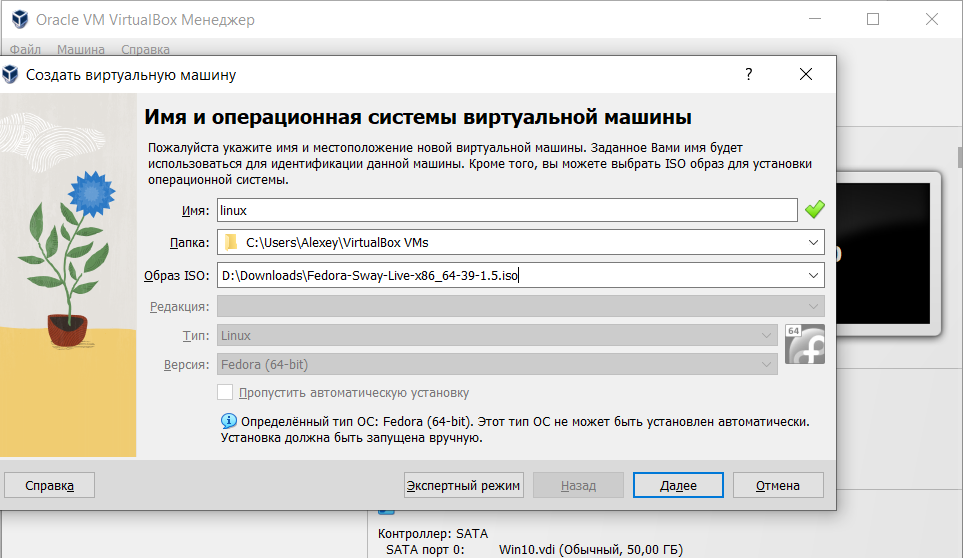 Oracle VM VirtualBox Менеджер
Файл Машина Справка
Создать виртуальную машину
?
Имя и операционная системы виртуальной машины
Пожалуйста укажите имя и местоположение новой виртуальной машины. Заданное Вами имя будет
использоваться для идентификации данной машины. Кроме того, вы можете выбрать ISO образ для установки
операционной системы.
Имя: linux
Папка: C:\Users\Alexey\VirtualBox VMs
Образ ISO: D:\Downloads\Fedora-Sway-Live-x86_64-39-1.5.iso
Редакция:
Тип: Linux
64
Версия: Fedora (64-bit)
Пропустить автоматическую установку
Определённый тип ОС: Fedora (64-bit). Этот тип ОС не может быть установлен автоматически.
Установка должна быть запущена вручную.
Справка Экспертный режим Назад Далее Отмена
Контроллер: SATA
SATA порт 0: Win10.vdi (Обычный, 50,00 ГБ)